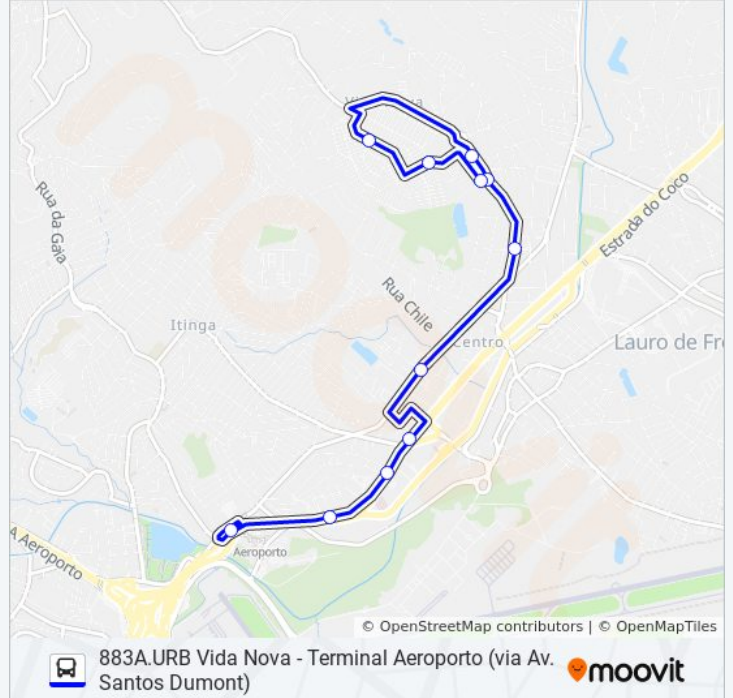 Rua da Gaia
Estrada do Coco
Rua Chile
Itinga
Centro
Lauro de Fr
Aeroporto
A Aeroporto
© OpenStreetMap contributors | © OpenMapTiles
883A.URB Vida Nova - Terminal Aeroporto (via Av.
Santos Dumont)
moovit